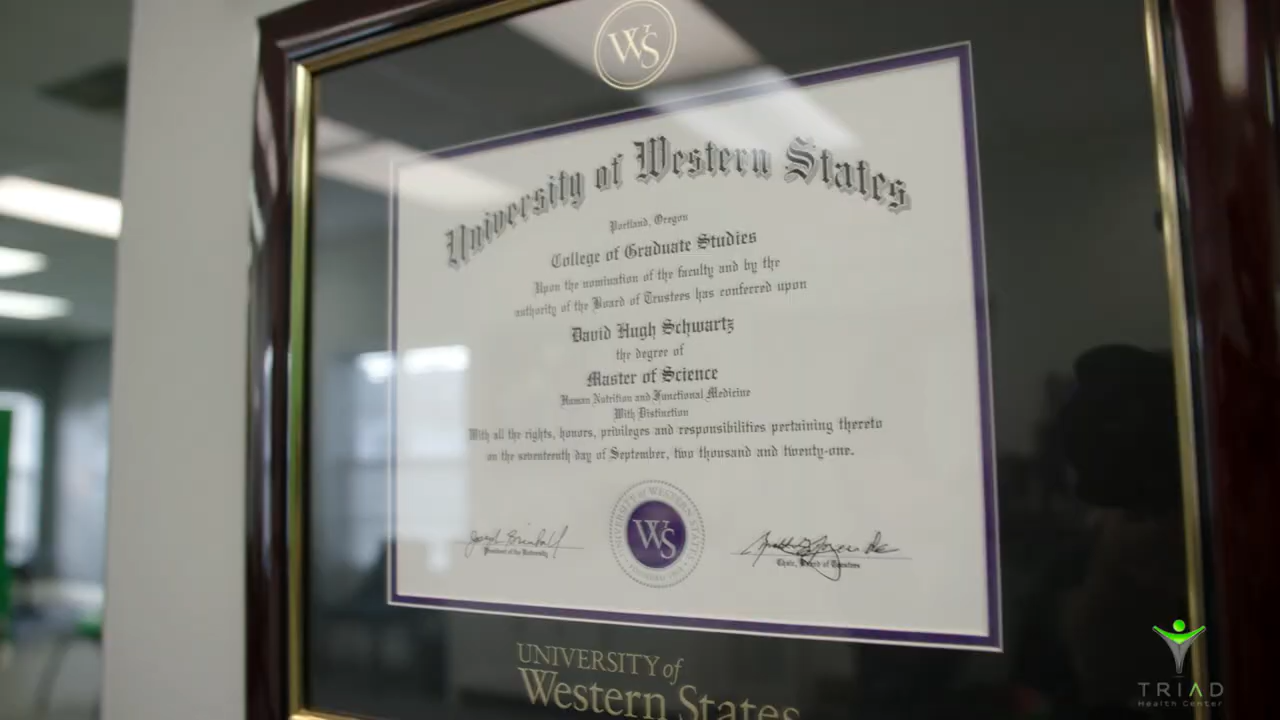 WS
University of Western States
Portland, Oregon
College of Graduate Studies
Upon the nomination of the faculty and by the
authority of the Board of Trustees has conferred upon
David Hugh Schwartz
the degree of
Master of Science
Human Nutrition and Functional Medicine
With Distinction
With all the rights, honors, privileges and responsibilities pertaining thereto
on the seventeenth day of September, two thousand and twenty-one.
UNIVERSITY of WESTERN STATES
WS
President of the University
Chair, Board of Trustees
UNIVERSITY of
Western States
TRIAD
Health Center